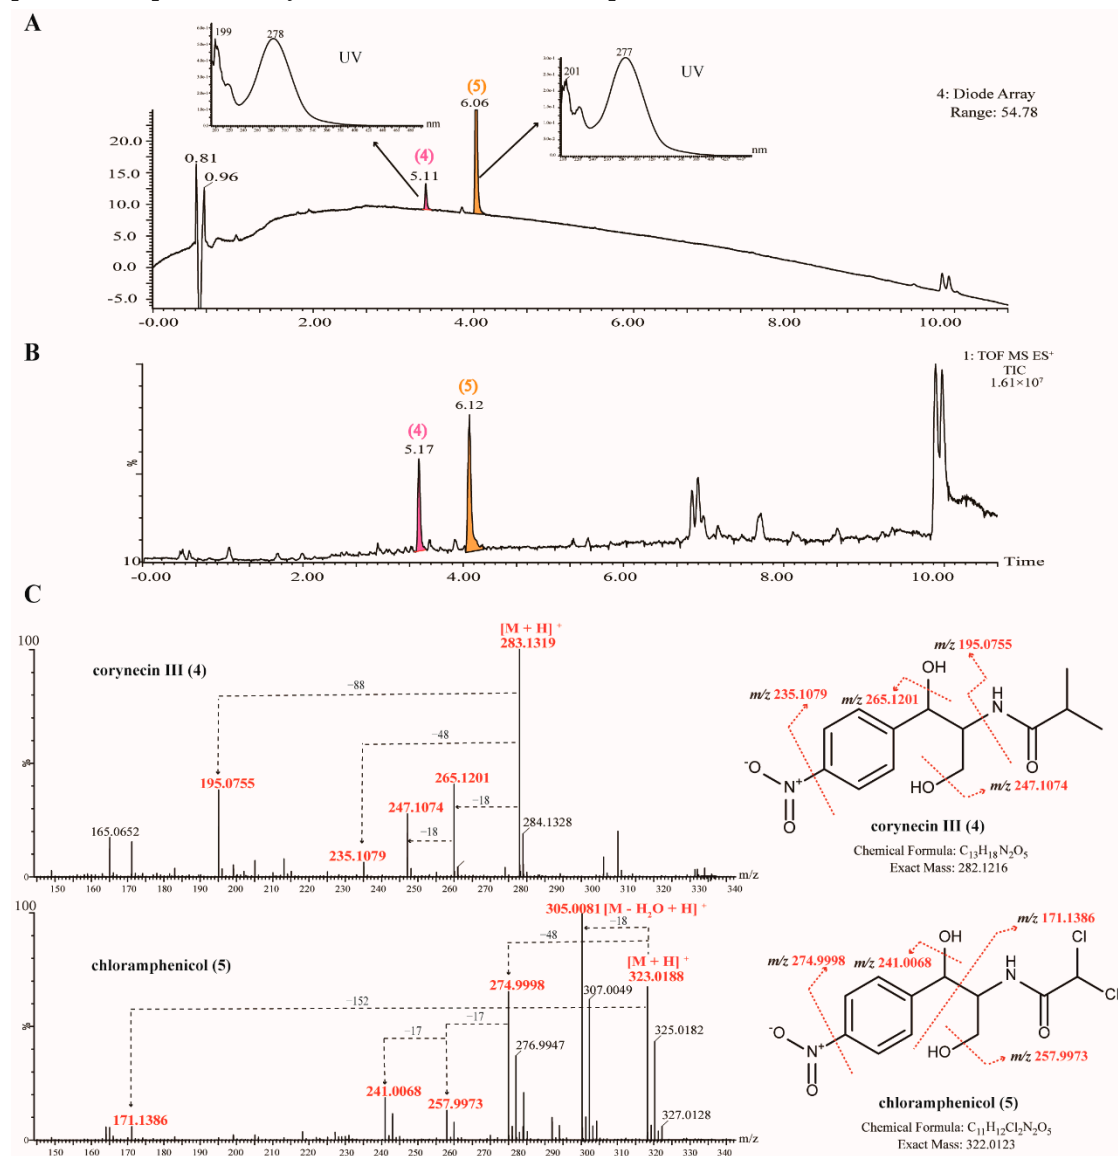 A
199
278
UV
nm
201
277
UV
nm
4: Diode Array
Range: 54.78
(5)
6.06
(4)
5.11
0.81
0.96
20.0
15.0
10.0
5.0
0.0
-5.0
-0.00
2.00
4.00
6.00
8.00
10.00
B
1: TOF MS ES⁺
TIC
1.61×10⁷
(5)
6.12
(4)
5.17
%
10
-0.00
2.00
4.00
6.00
8.00
10.00
Time
C
100
%
0
corynecin III (4)
[M + H] ⁺
283.1319
−88
−48
265.1201
195.0755
247.1074
−18
−18
284.1328
165.0652
235.1079
150 160 170 180 190 200 210 220 230 240 250 260 270 280 290 300 310 320 330 340 m/z
m/z 195.0755
OH
m/z 235.1079
m/z 265.1201
H
N
O
-O
N+
O
HO
m/z 247.1074
corynecin III (4)
Chemical Formula: C₁₃H₁₈N₂O₅
Exact Mass: 282.1216
100
%
0
chloramphenicol (5)
305.0081 [M - H₂O + H] ⁺
−18
−48
[M + H] ⁺
323.0188
274.9998
307.0049
−152
−17
−17
276.9947
325.0182
241.0068
257.9973
171.1386
327.0128
150 160 170 180 190 200 210 220 230 240 250 260 270 280 290 300 310 320 330 340 m/z
m/z 171.1386
OH
Cl
m/z 274.9998
m/z 241.0068
H
N
Cl
O
-O
N+
O
HO
m/z 257.9973
chloramphenicol (5)
Chemical Formula: C₁₁H₁₂Cl₂N₂O₅
Exact Mass: 322.0123